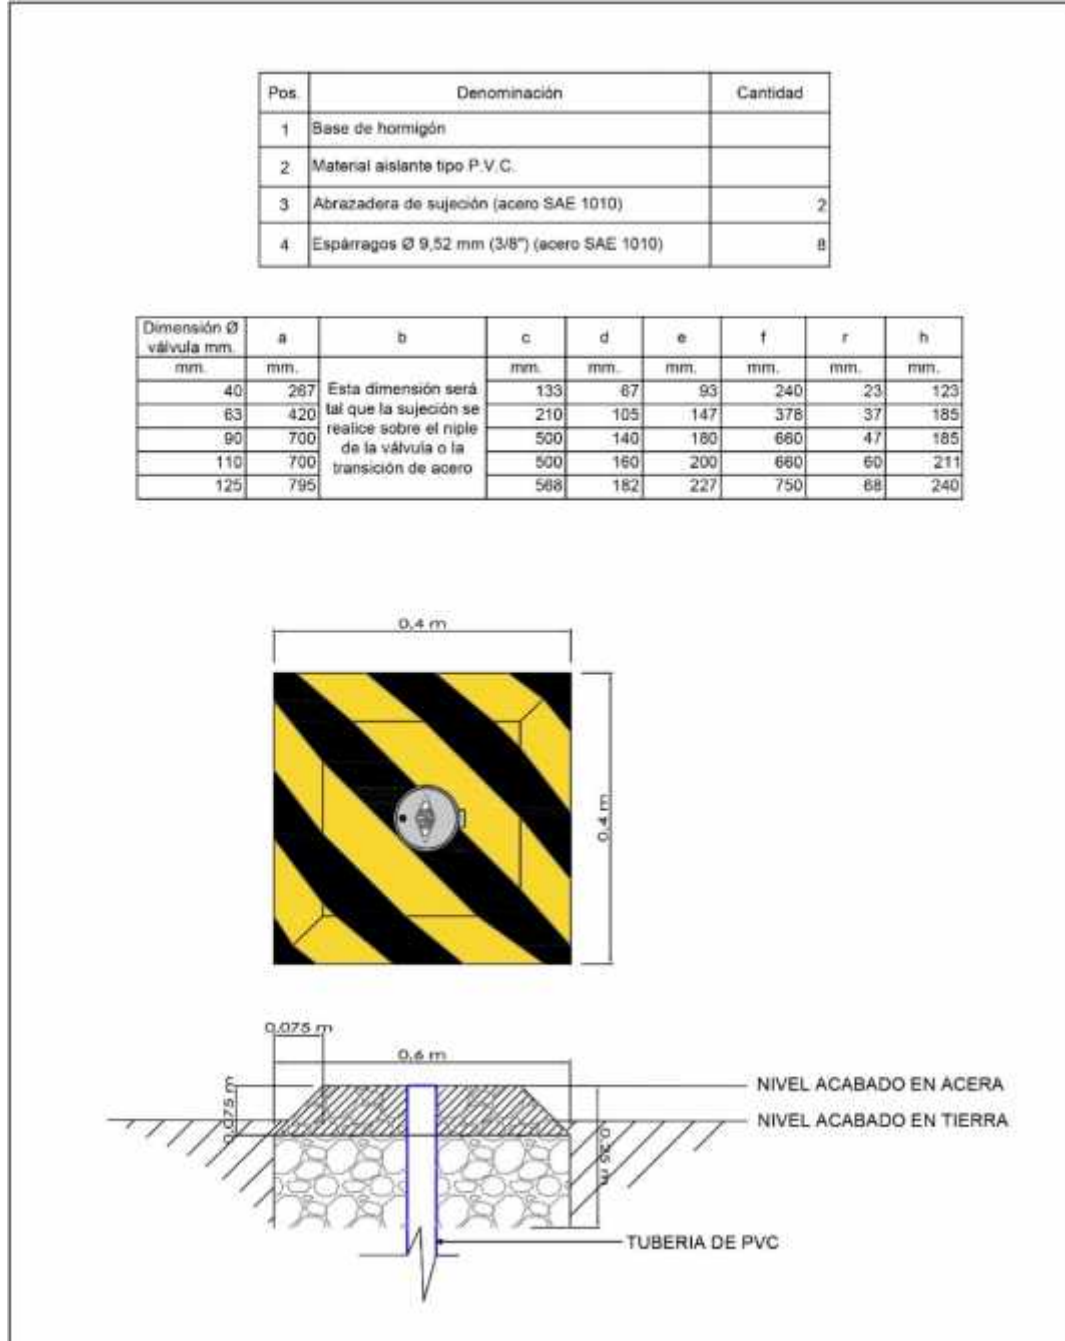 Pos. Denominación Cantidad
1 Base de hormigón
2 Material aislante tipo P.V.C.
3 Abrazadera de sujeción (acero SAE 1010) 2
4 Espárragos Ø 9,52 mm (3/8") (acero SAE 1010) 8
Dimensión Ø
válvula mm.
a b c d e f r h
mm. mm. mm. mm. mm. mm. mm. mm.
Esta dimensión será
tal que la sujeción se
realice sobre el niple
de la válvula o la
transición de acero
40 267 133 67 93 240 23 123
63 420 210 105 147 378 37 185
90 700 500 140 180 660 47 185
110 700 500 160 200 660 60 211
125 795 568 182 227 750 68 240
0.4 m
0.4 m
0.075 m
0.6 m
0.075 m
NIVEL ACABADO EN ACERA
NIVEL ACABADO EN TIERRA
0.25 m
TUBERIA DE PVC